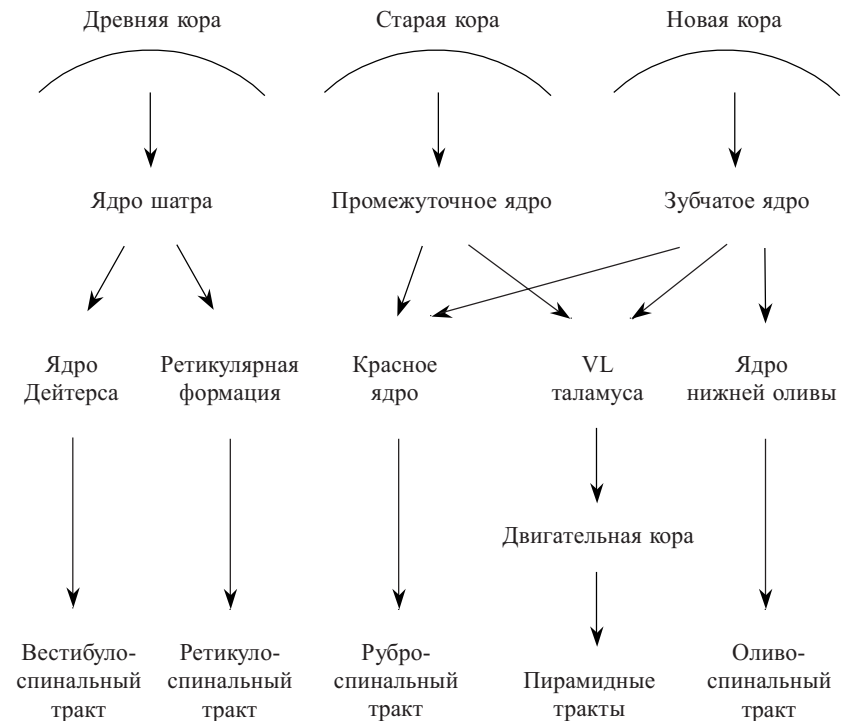 Древняя кора
Старая кора
Новая кора
Ядро шатра
Промежуточное ядро
Зубчатое ядро
Ядро
Дейтерса
Ретикулярная
формация
Красное
ядро
VL
таламуса
Ядро
нижней оливы
Двигательная кора
Вестибуло-
спинальный
тракт
Ретикуло-
спинальный
тракт
Рубро-
спинальный
тракт
Пирамидные
тракты
Оливо-
спинальный
тракт